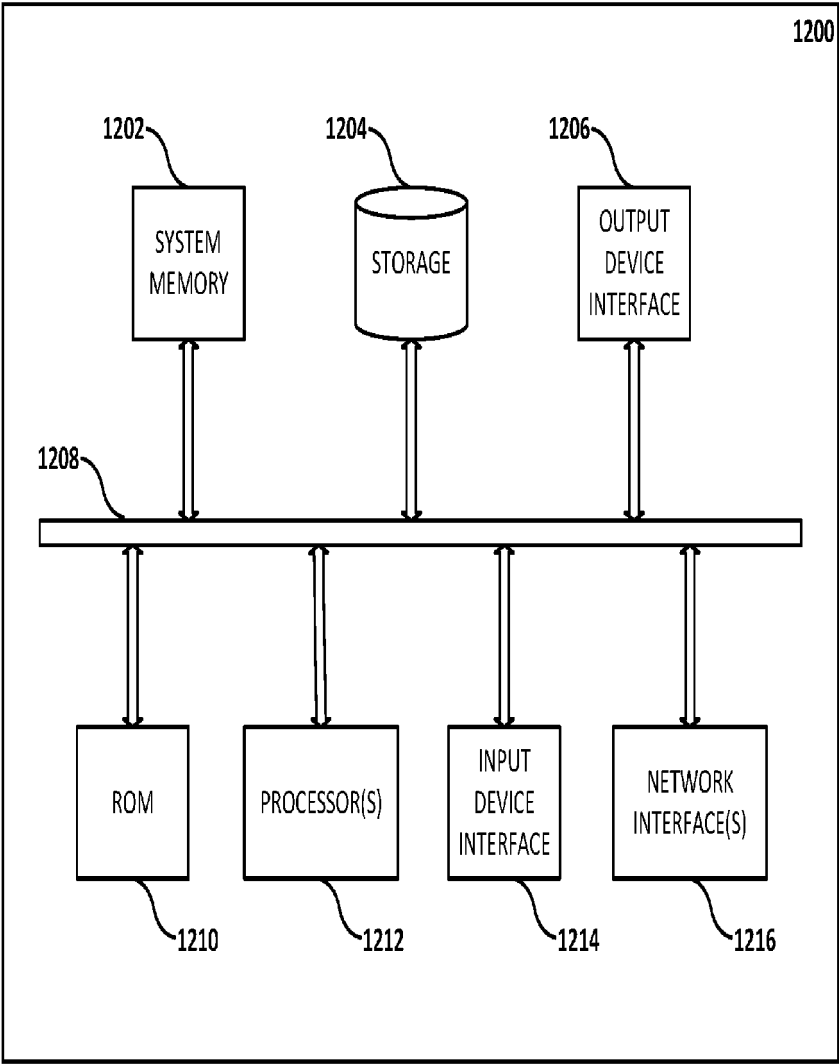 1200
1202
1204
1206
SYSTEM
MEMORY
STORAGE
OUTPUT
DEVICE
INTERFACE
1208
ROM
PROCESSOR(S)
INPUT
DEVICE
INTERFACE
NETWORK
INTERFACE(S)
1210
1212
1214
1216